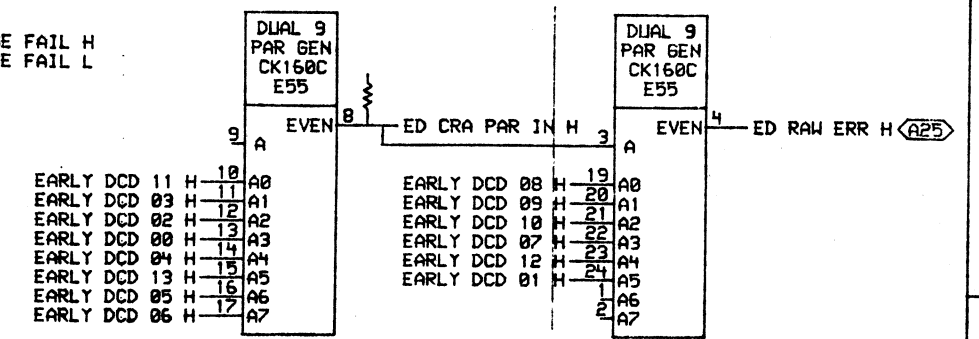 E FAIL H
E FAIL L
DUAL 9
PAR GEN
CK160C
E55
9 A
8 EVEN
ED CRA PAR IN H
EARLY DCD 11 H 10 A0
EARLY DCD 03 H 11 A1
EARLY DCD 02 H 12 A2
EARLY DCD 00 H 13 A3
EARLY DCD 04 H 14 A4
EARLY DCD 13 H 15 A5
EARLY DCD 05 H 16 A6
EARLY DCD 06 H 17 A7
DUAL 9
PAR GEN
CK160C
E55
3 A
EVEN 4
ED RAW ERR H A25
EARLY DCD 08 H 19 A0
EARLY DCD 09 H 20 A1
EARLY DCD 10 H 21 A2
EARLY DCD 07 H 22 A3
EARLY DCD 12 H 23 A4
EARLY DCD 01 H 24 A5
1 A6
2 A7